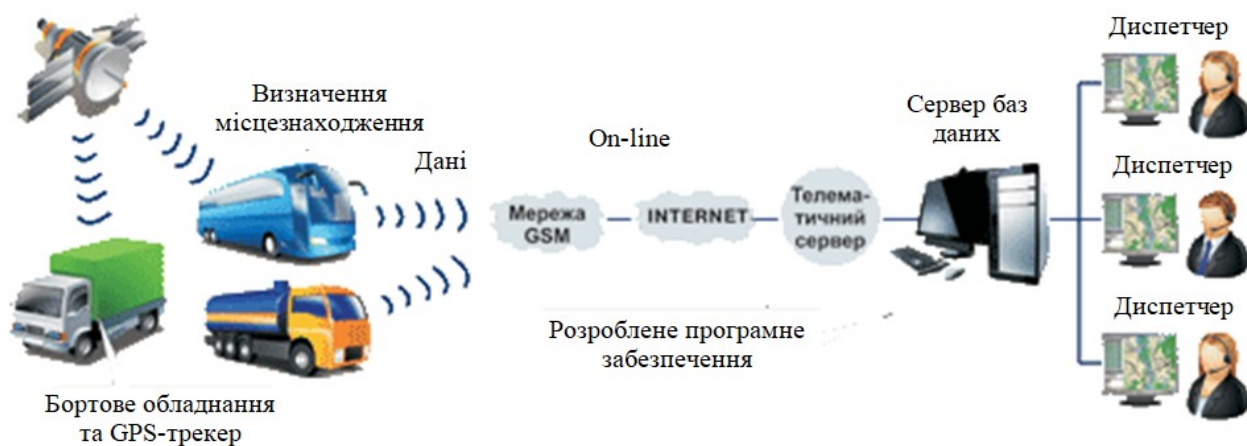 Визначення
місцезнаходження
Дані
On-line
Мережа
GSM
INTERNET
Телема-
тичний
сервер
Сервер баз
даних
Диспетчер
Диспетчер
Диспетчер
Розроблене програмне
забезпечення
Бортове обладнання
та GPS-трекер